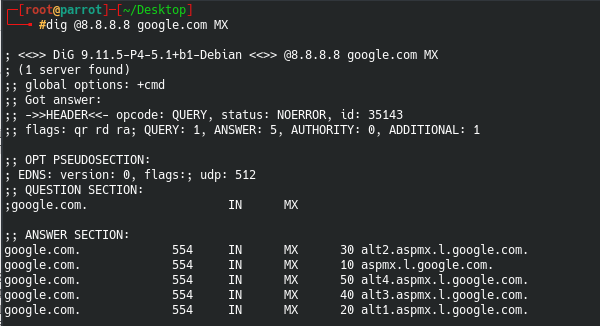 ┌─[root@parrot]─[~/Desktop]
└──╼ #dig @8.8.8.8 google.com MX

; <<>> DiG 9.11.5-P4-5.1+b1-Debian <<>> @8.8.8.8 google.com MX
; (1 server found)
;; global options: +cmd
;; Got answer:
;; ->>HEADER<<- opcode: QUERY, status: NOERROR, id: 35143
;; flags: qr rd ra; QUERY: 1, ANSWER: 5, AUTHORITY: 0, ADDITIONAL: 1

;; OPT PSEUDOSECTION:
; EDNS: version: 0, flags:; udp: 512
;; QUESTION SECTION:
;google.com. IN MX

;; ANSWER SECTION:
google.com. 554 IN MX 30 alt2.aspmx.l.google.com.
google.com. 554 IN MX 10 aspmx.l.google.com.
google.com. 554 IN MX 50 alt4.aspmx.l.google.com.
google.com. 554 IN MX 40 alt3.aspmx.l.google.com.
google.com. 554 IN MX 20 alt1.aspmx.l.google.com.